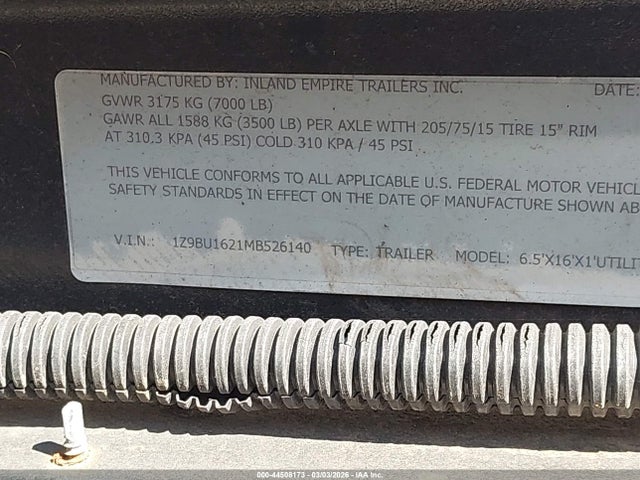 MANUFACTURED BY: INLAND EMPIRE TRAILERS INC. DATE:
GVWR 3175 KG (7000 LB)
GAWR ALL 1588 KG (3500 LB) PER AXLE WITH 205/75/15 TIRE 15" RIM
AT 310.3 KPA (45 PSI) COLD 310 KPA / 45 PSI
THIS VEHICLE CONFORMS TO ALL APPLICABLE U.S. FEDERAL MOTOR VEHICL
SAFETY STANDARDS IN EFFECT ON THE DATE OF MANUFACTURE SHOWN AB
V.I.N.: 1Z9BU1621MB526140 TYPE: TRAILER MODEL: 6.5'X16'X1'UTILIT
000-44508173 - 03/03/2026 - IAA Inc.